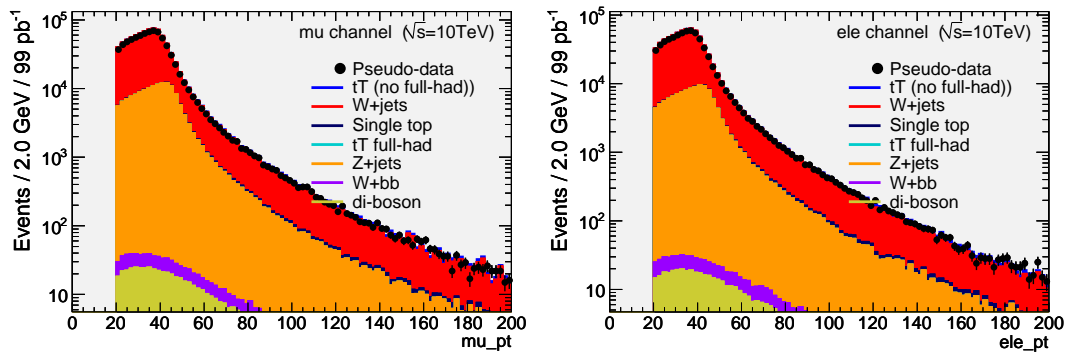 Events / 2.0 GeV / 99 pb⁻¹
10⁵
10⁴
10³
10²
10
mu channel (√s=10TeV)
Pseudo-data
tT (no full-had))
W+jets
Single top
tT full-had
Z+jets
W+bb
di-boson
0 20 40 60 80 100 120 140 160 180 200
mu_pt
Events / 2.0 GeV / 99 pb⁻¹
10⁵
10⁴
10³
10²
10
ele channel (√s=10TeV)
Pseudo-data
tT (no full-had))
W+jets
Single top
tT full-had
Z+jets
W+bb
di-boson
0 20 40 60 80 100 120 140 160 180 200
ele_pt